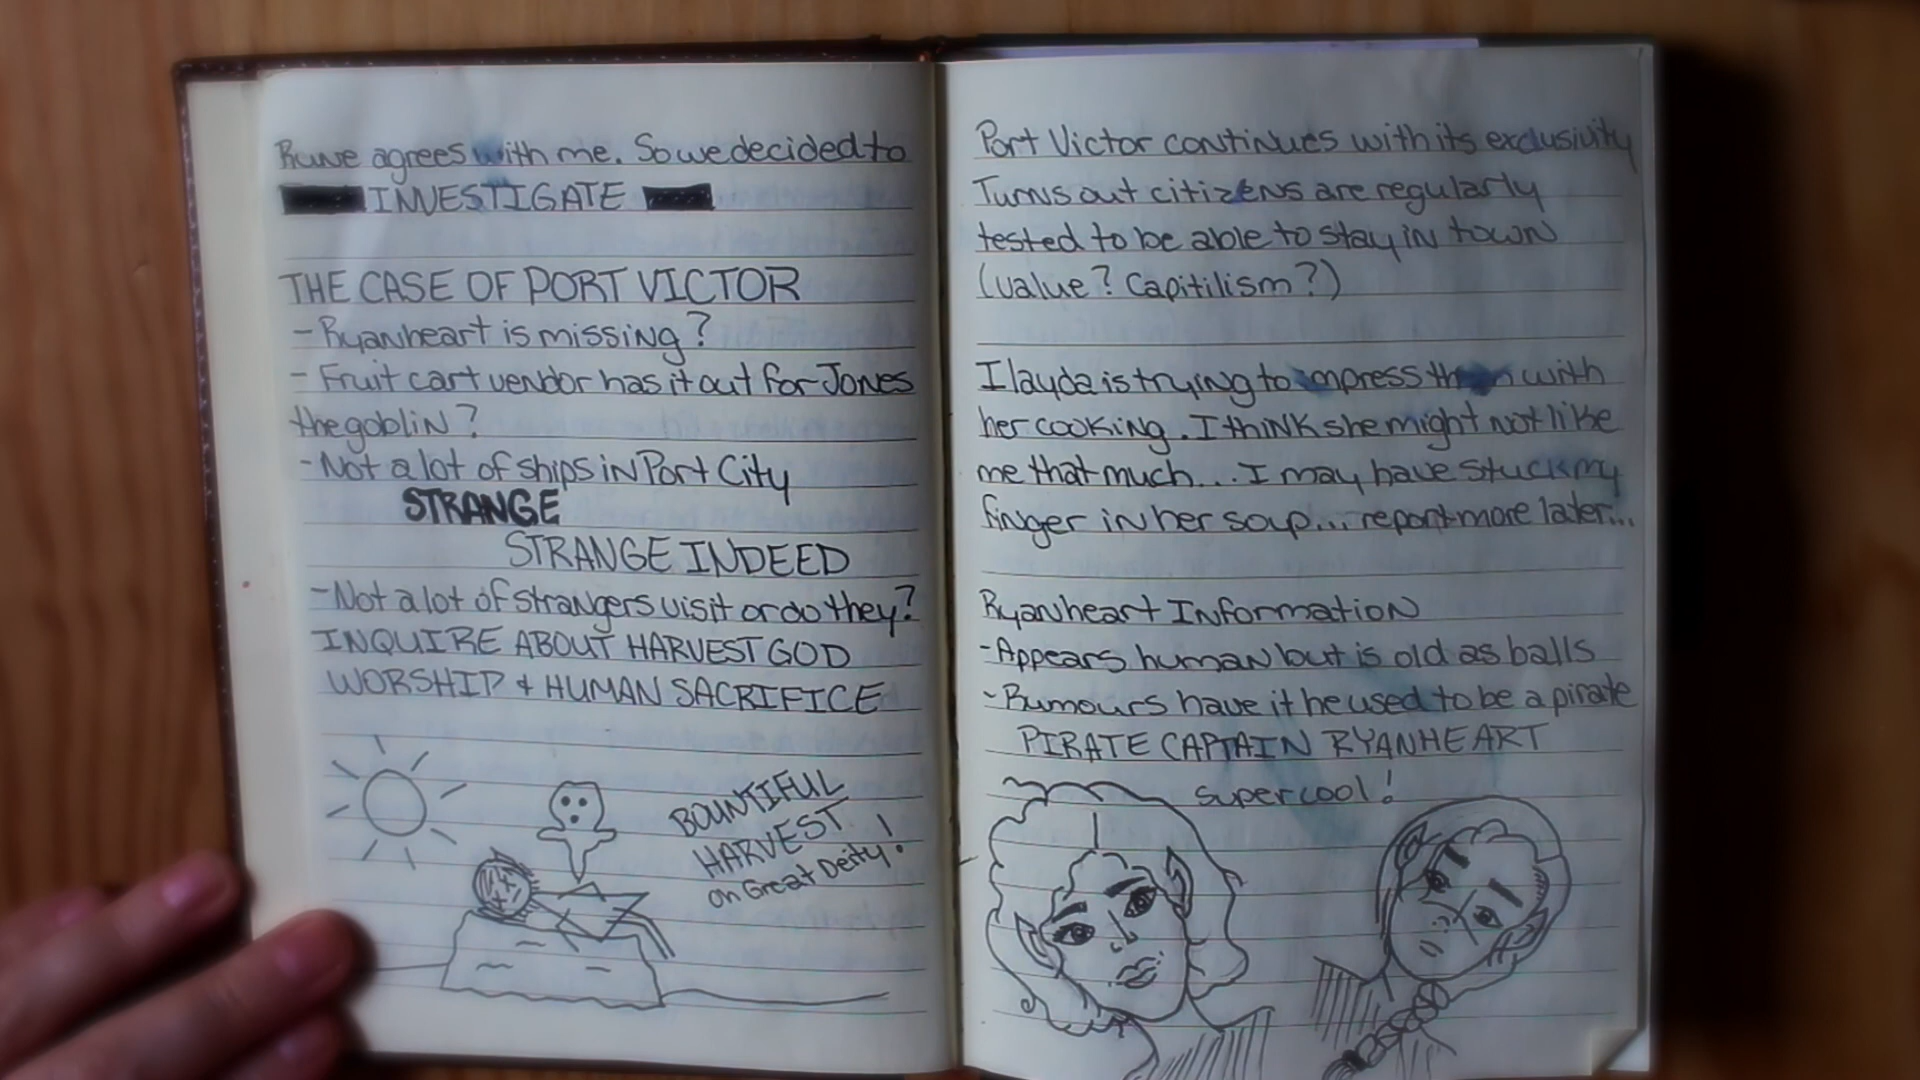 Rune agrees with me. So we decided to
INVESTIGATE
THE CASE OF PORT VICTOR
- Ryanheart is missing?
- Fruit cart vendor has it out for Jones
the goblin?
- Not a lot of ships in Port City
STRANGE
STRANGE INDEED
- Not a lot of strangers visit or do they?
INQUIRE ABOUT HARVEST GOD
WORSHIP & HUMAN SACRIFICE
BOUNTIFUL
HARVEST
oh Great Deity!
Port Victor continues with its exclusivity
Turns out citizens are regularly
tested to be able to stay in town
(value? Capitilism?)
Ilayda is trying to impress them with
her cooking. I think she might not like
me that much... I may have stuck my
finger in her soup... report more later...
Ryanheart Information
- Appears human but is old as balls
- Rumours have it he used to be a pirate
PIRATE CAPTAIN RYANHEART
super cool!